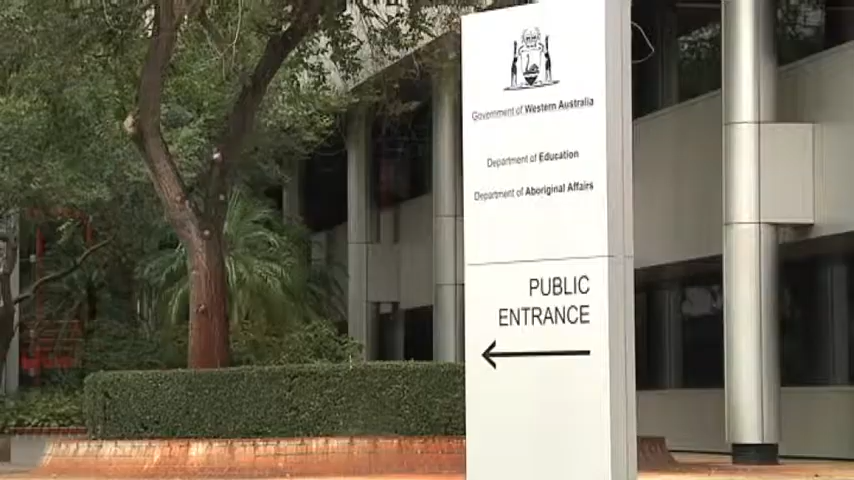 Government of Western Australia
Department of Education
Department of Aboriginal Affairs
PUBLIC
ENTRANCE